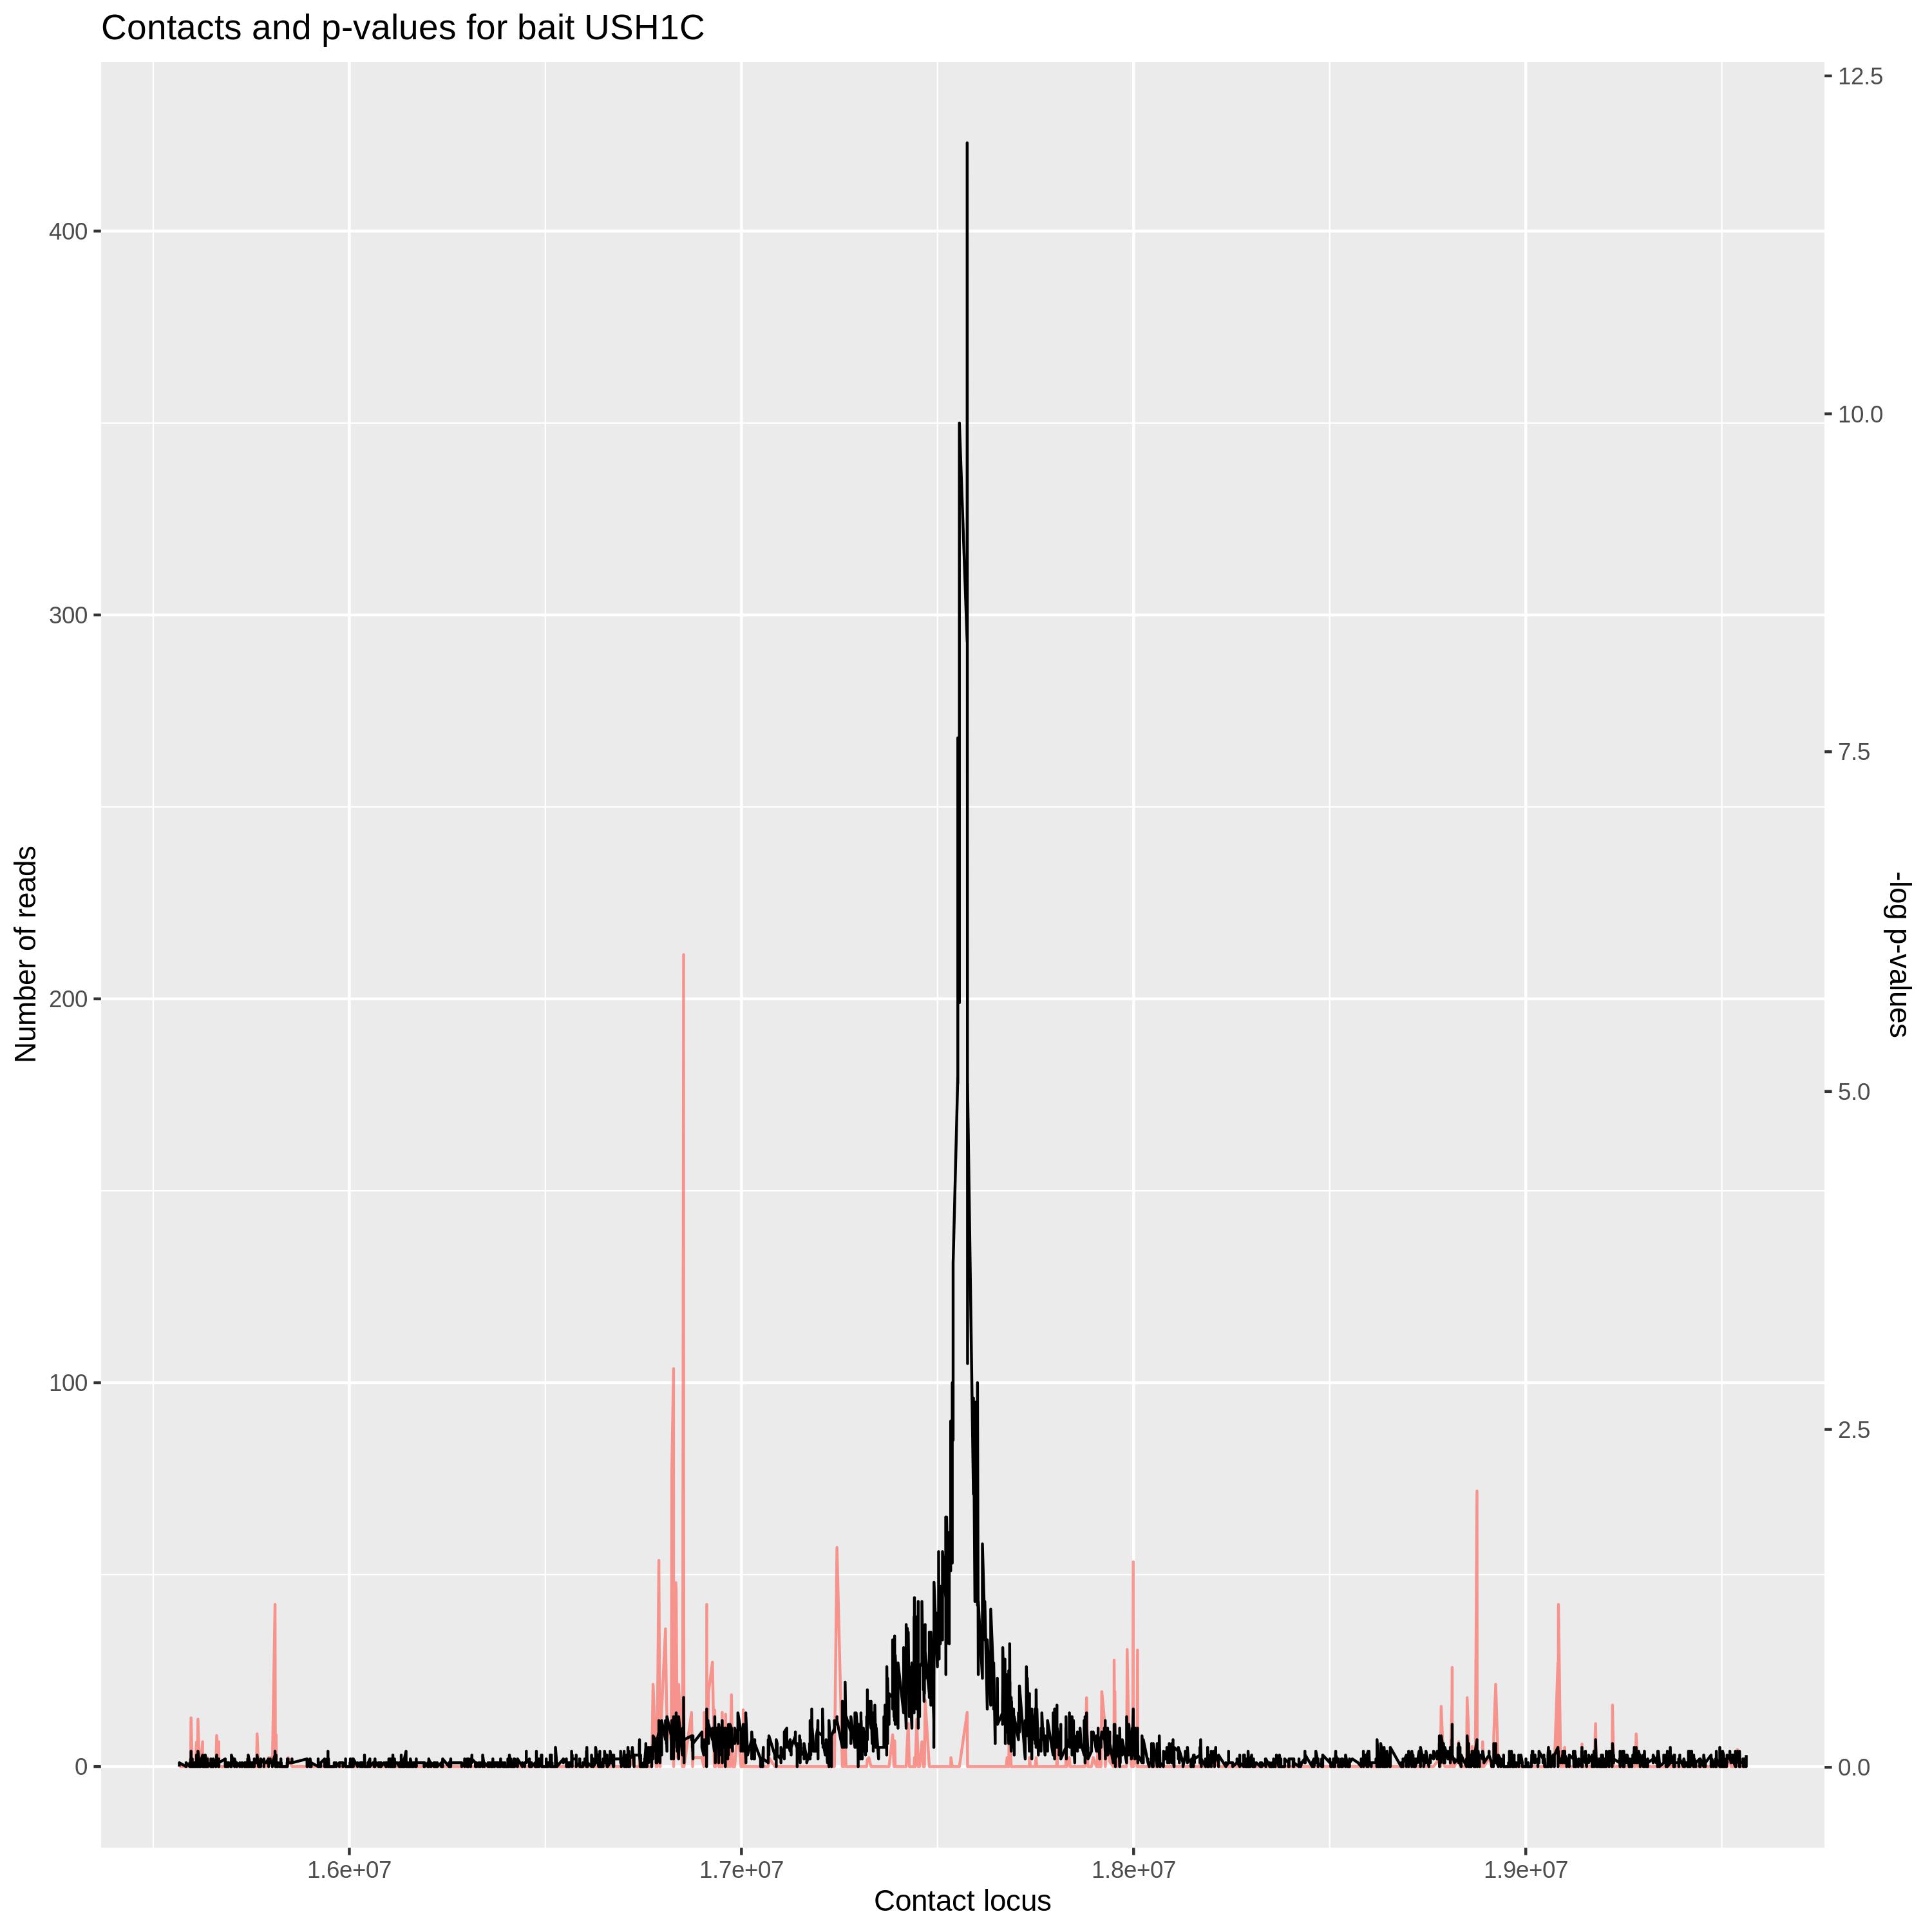 Contacts and p-values for bait USH1C
12.5
400
10.0
300
7.5
Number of reads
-log p-values
200
5.0
100
2.5
0
0.0
1.6e+07 1.7e+07 1.8e+07 1.9e+07
Contact locus